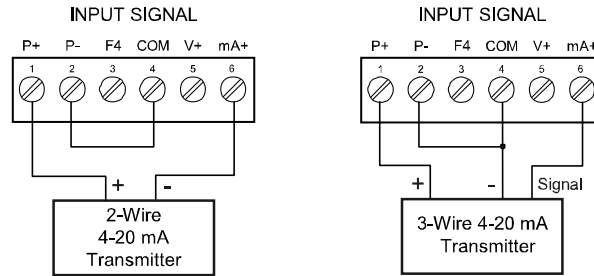 INPUT SIGNAL
P+ P- F4 COM V+ mA+
1 2 3 4 5 6
+ -
2-Wire
4-20 mA
Transmitter
INPUT SIGNAL
P+ P- F4 COM V+ mA+
1 2 3 4 5 6
+ - Signal
3-Wire 4-20 mA
Transmitter